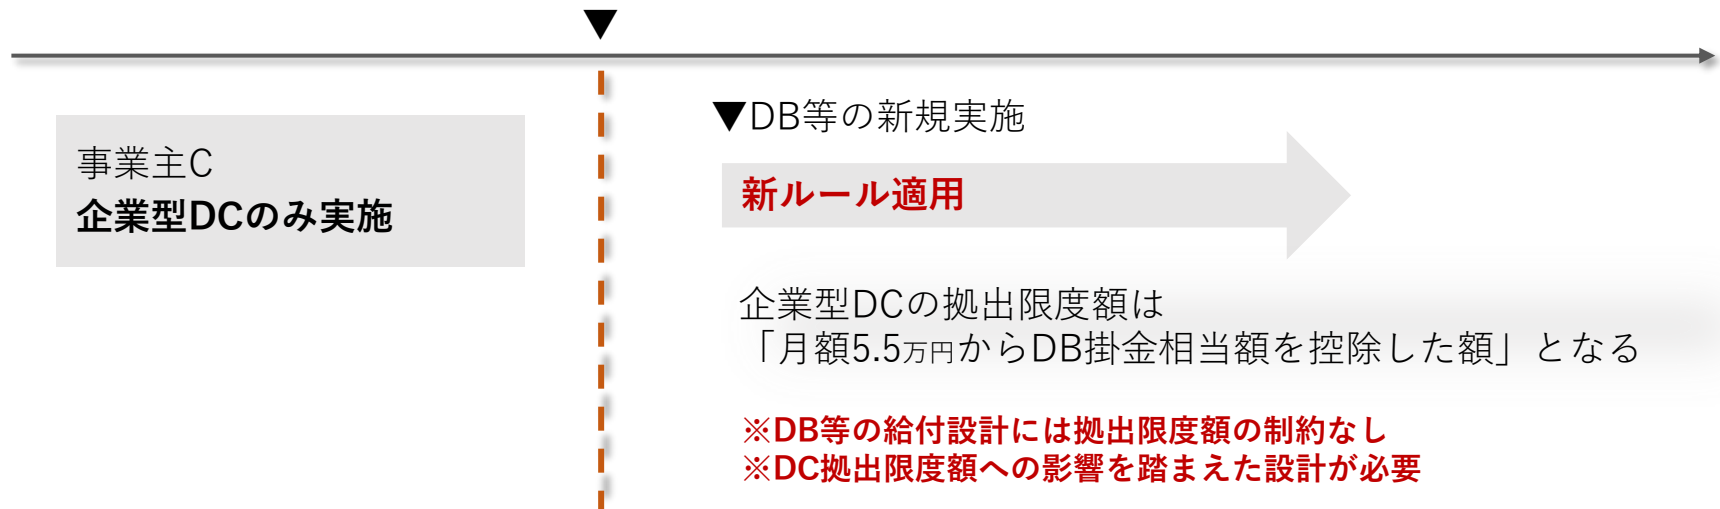 ▼
▼DB等の新規実施
事業主C
企業型DCのみ実施
新ルール適用
企業型DCの拠出限度額は
「月額5.5万円からDB掛金相当額を控除した額」となる
※DB等の給付設計には拠出限度額の制約なし
※DC拠出限度額への影響を踏まえた設計が必要